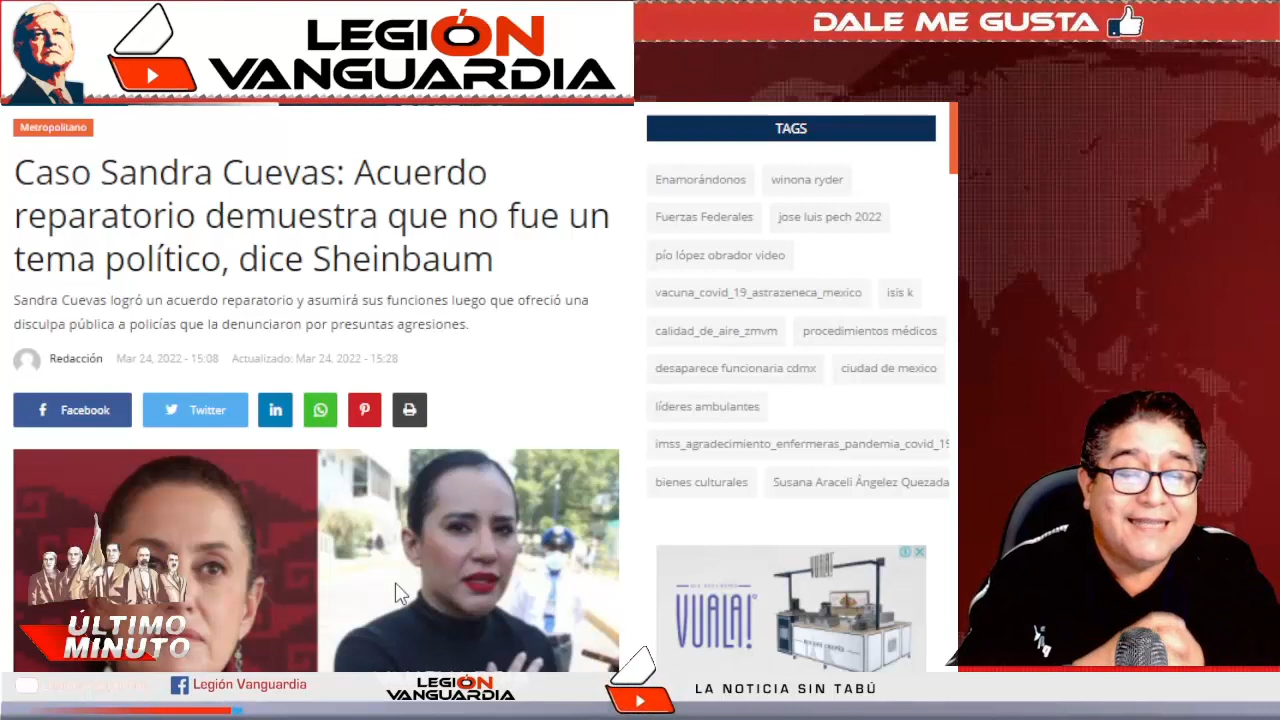 LEGIÓN
VANGUARDIA
DALE ME GUSTA
Metropolitano
Caso Sandra Cuevas: Acuerdo
reparatorio demuestra que no fue un
tema político, dice Sheinbaum
Sandra Cuevas logró un acuerdo reparatorio y asumirá sus funciones luego que ofreció una
disculpa pública a policías que la denunciaron por presuntas agresiones.
Redacción Mar 24, 2022 - 15:08 Actualizado: Mar 24, 2022 - 15:28
Facebook Twitter
TAGS
Enamorándonos winona ryder
Fuerzas Federales jose luis pech 2022
pío lópez obrador video
vacuna_covid_19_astrazeneca_mexico isis k
calidad_de_aire_zmvm procedimientos médicos
desaparece funcionaria cdmx ciudad de mexico
líderes ambulantes
imss_agradecimiento_enfermeras_pandemia_covid_19
bienes culturales Susana Araceli Ángelez Quezada
VUALA!
ÚLTIMO
MINUTO
Legión Vanguardia
LEGIÓN
VANGUARDIA
LA NOTICIA SIN TABÚ